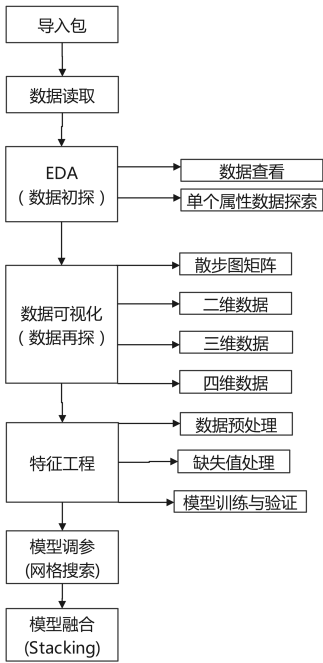 导入包
数据读取
EDA
（数据初探）
数据查看
单个属性数据探索
数据可视化
（数据再探）
散步图矩阵
二维数据
三维数据
四维数据
特征工程
数据预处理
缺失值处理
模型训练与验证
模型调参
(网格搜索)
模型融合
(Stacking)